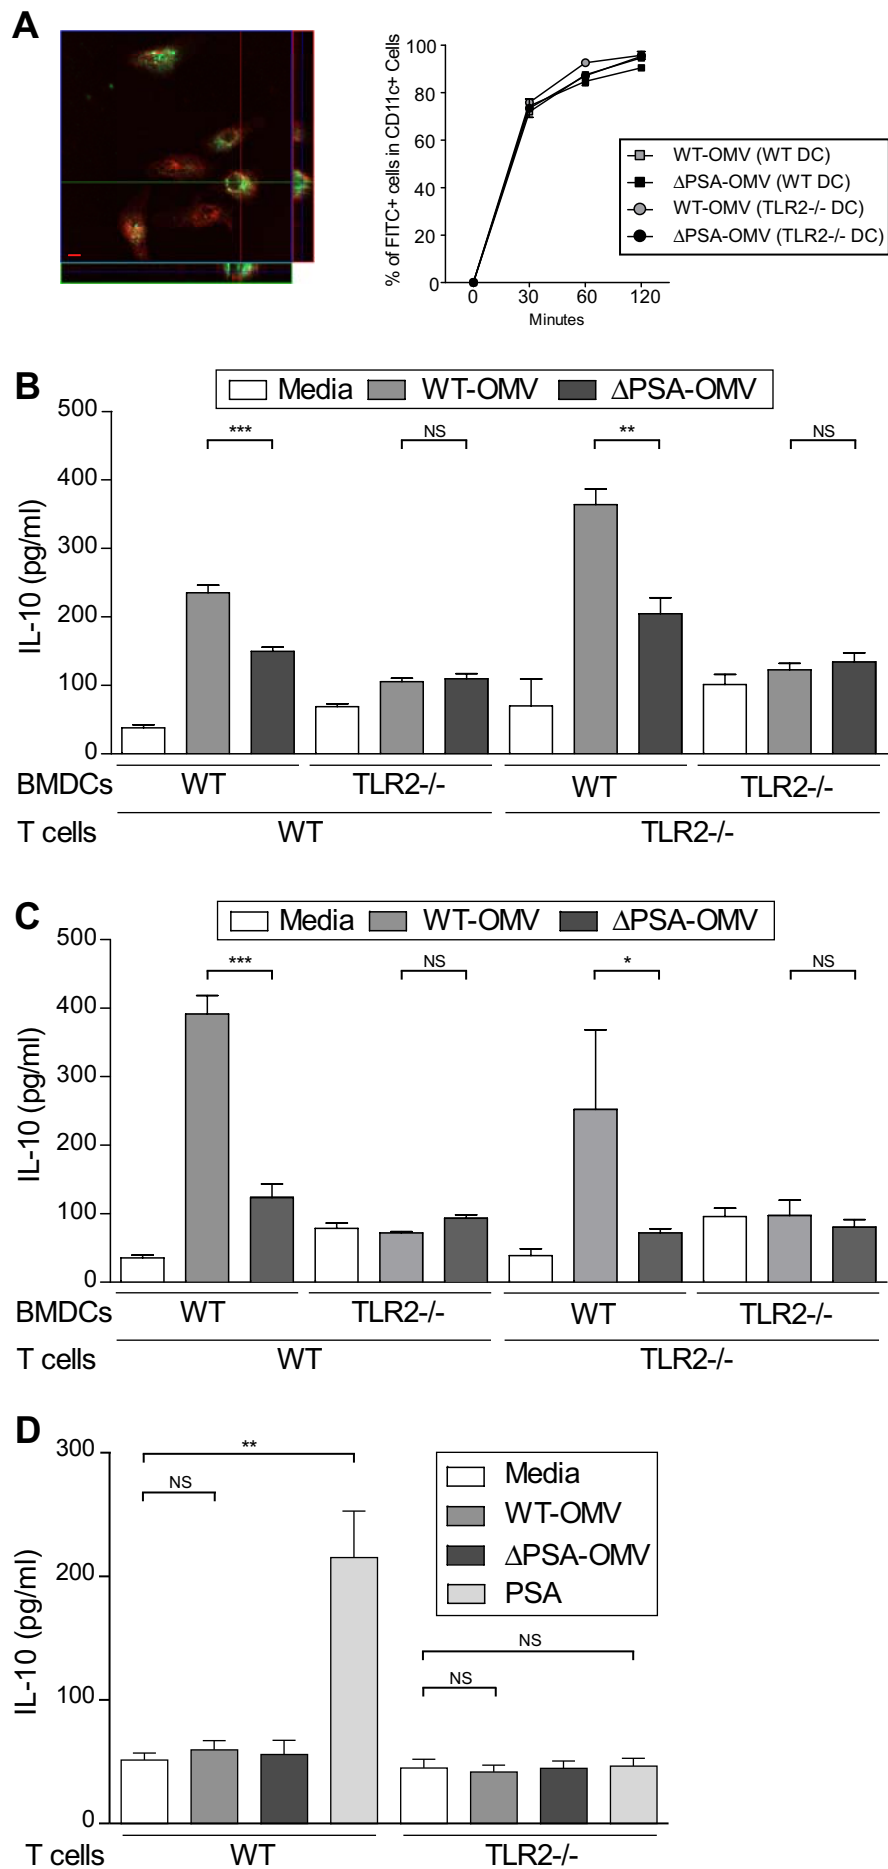 A
% of FITC+ cells in CD11c+ Cells
100
80
60
40
20
0
0 30 60 120
Minutes
WT-OMV (WT DC)
ΔPSA-OMV (WT DC)
WT-OMV (TLR2-/- DC)
ΔPSA-OMV (TLR2-/- DC)
B
Media WT-OMV ΔPSA-OMV
IL-10 (pg/ml)
500
400
300
200
100
0
*** NS ** NS
BMDCs WT TLR2-/- WT TLR2-/-
T cells WT TLR2-/-
C
Media WT-OMV ΔPSA-OMV
IL-10 (pg/ml)
500
400
300
200
100
0
*** NS * NS
BMDCs WT TLR2-/- WT TLR2-/-
T cells WT TLR2-/-
D
IL-10 (pg/ml)
300
200
100
0
**
NS
Media
WT-OMV
ΔPSA-OMV
PSA
NS
NS
T cells WT TLR2-/-